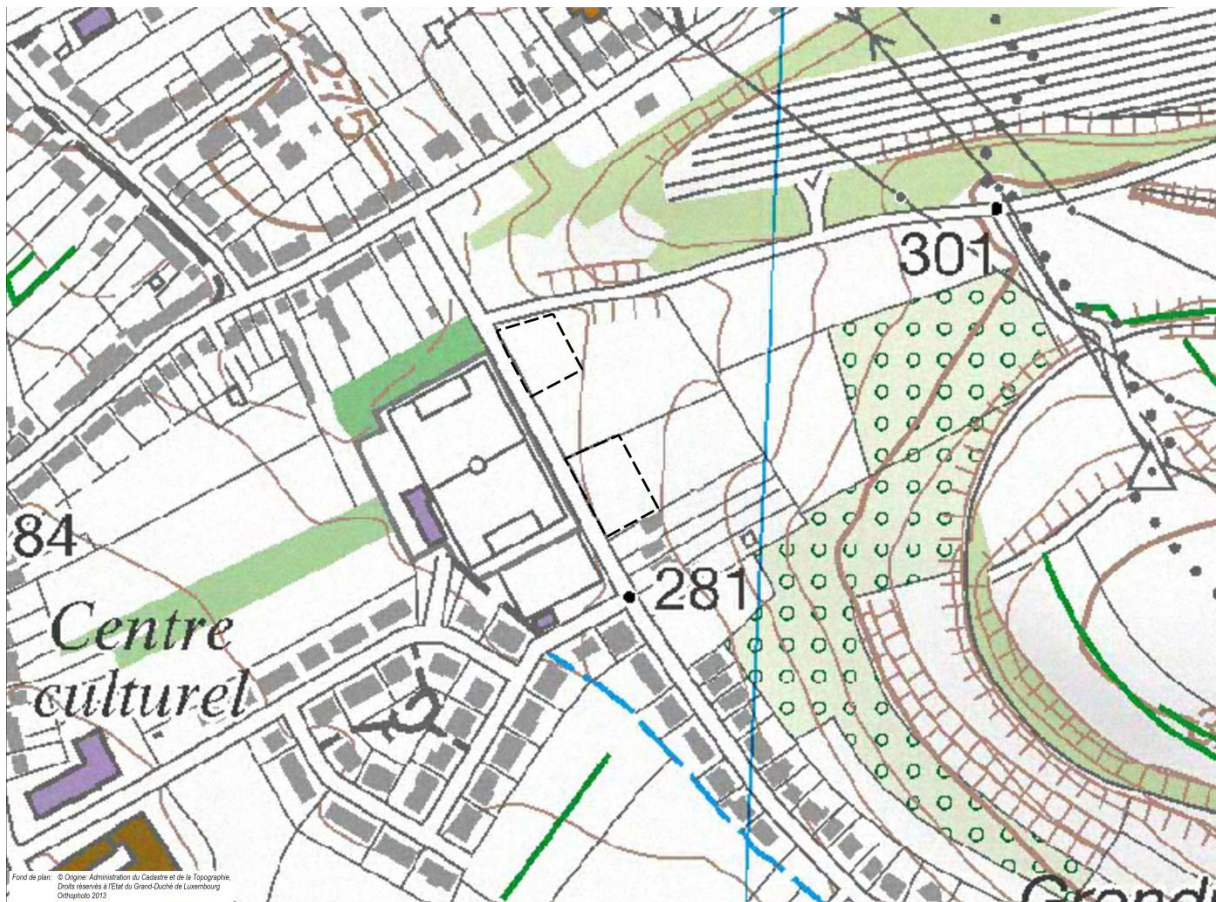 275
301
84
281
Centre
culturel
Fond de plan: © Origine: Administration du Cadastre et de la Topographie,
Droits réservés à l'Etat du Grand-Duché de Luxembourg
Orthophoto 2013